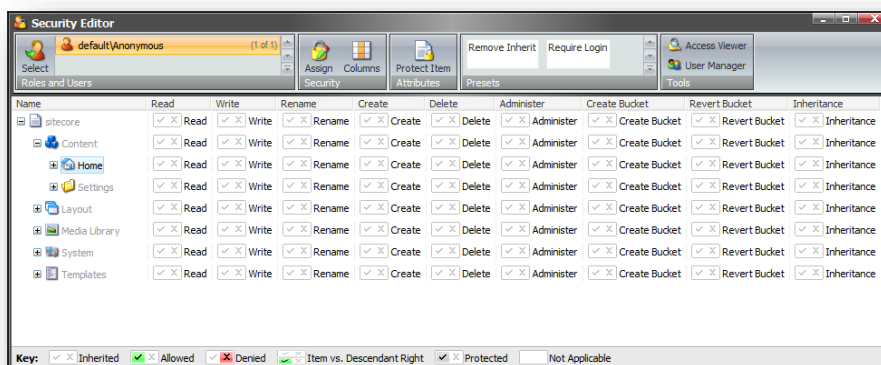 Security Editor
default\Anonymous (1 of 1)
Select
Roles and Users
Assign Columns
Security
Protect Item
Attributes
Remove Inherit Require Login
Presets
Access Viewer
User Manager
Tools
Name Read Write Rename Create Delete Administer Create Bucket Revert Bucket Inheritance
sitecore Read Write Rename Create Delete Administer Create Bucket Revert Bucket Inheritance
Content Read Write Rename Create Delete Administer Create Bucket Revert Bucket Inheritance
Home Read Write Rename Create Delete Administer Create Bucket Revert Bucket Inheritance
Settings Read Write Rename Create Delete Administer Create Bucket Revert Bucket Inheritance
Layout Read Write Rename Create Delete Administer Create Bucket Revert Bucket Inheritance
Media Library Read Write Rename Create Delete Administer Create Bucket Revert Bucket Inheritance
System Read Write Rename Create Delete Administer Create Bucket Revert Bucket Inheritance
Templates Read Write Rename Create Delete Administer Create Bucket Revert Bucket Inheritance
Key: Inherited Allowed Denied Item vs. Descendant Right Protected Not Applicable